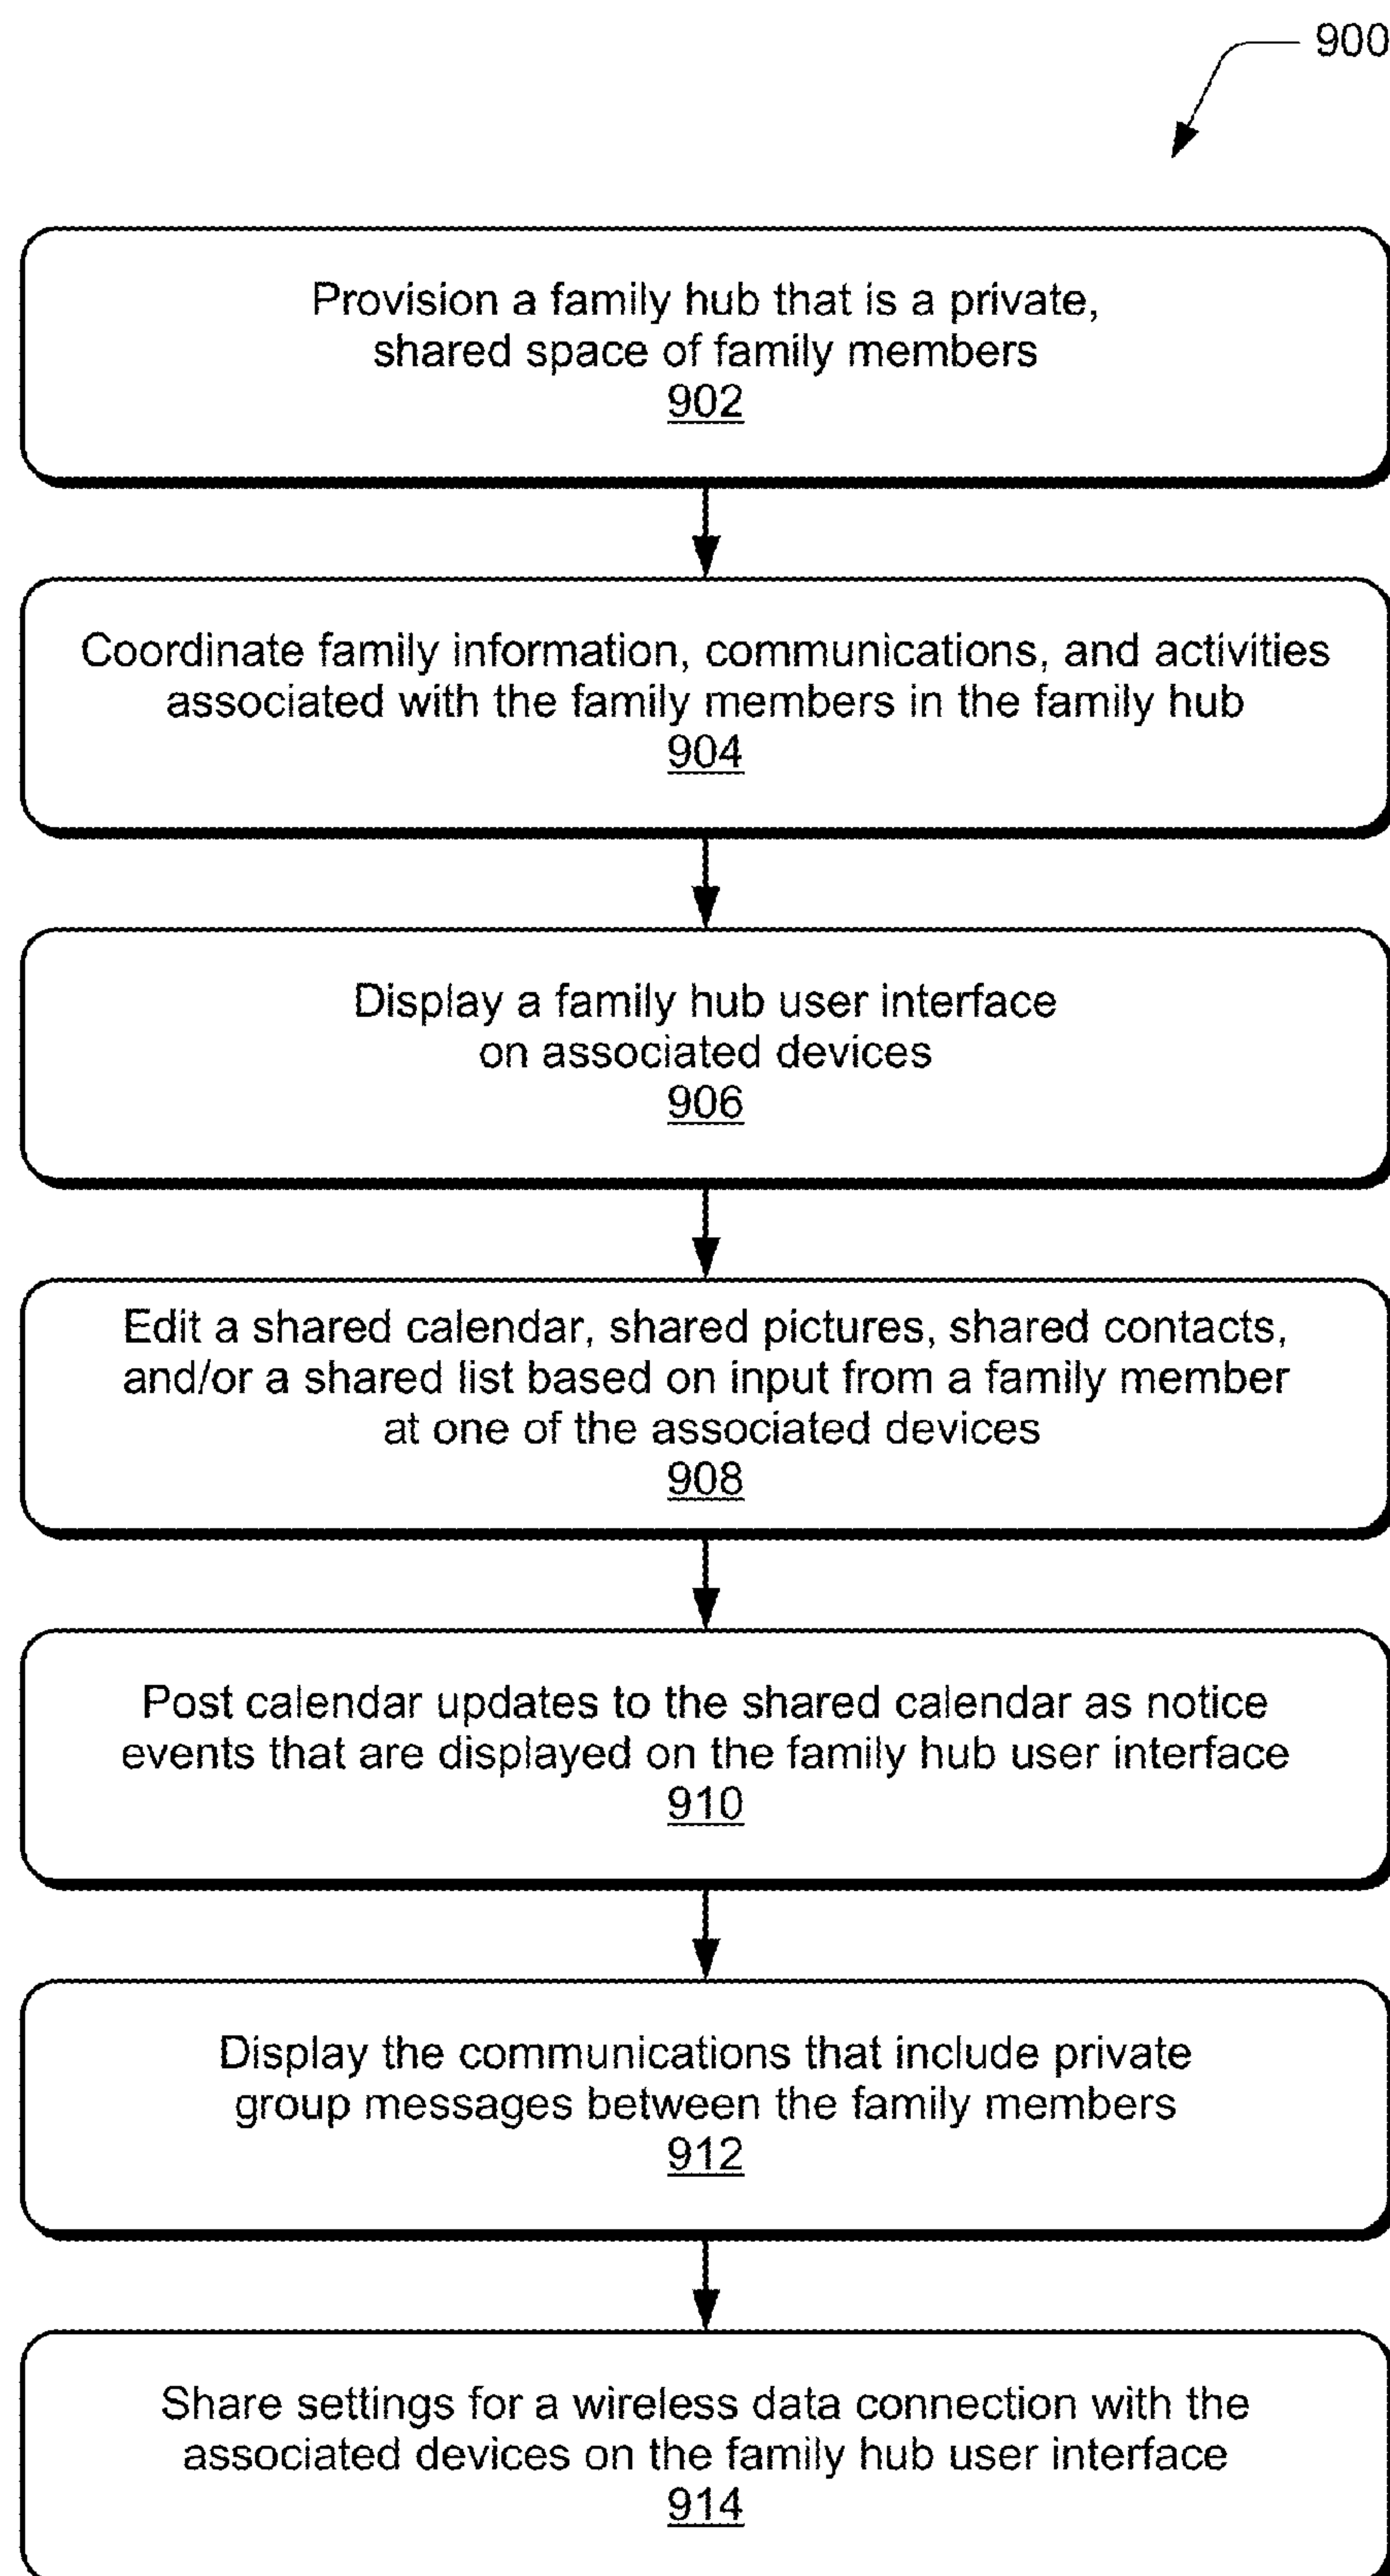 900
Provision a family hub that is a private,
shared space of family members
902
Coordinate family information, communications, and activities
associated with the family members in the family hub
904
Display a family hub user interface
on associated devices
906
Edit a shared calendar, shared pictures, shared contacts,
and/or a shared list based on input from a family member
at one of the associated devices
908
Post calendar updates to the shared calendar as notice
events that are displayed on the family hub user interface
910
Display the communications that include private
group messages between the family members
912
Share settings for a wireless data connection with the
associated devices on the family hub user interface
914